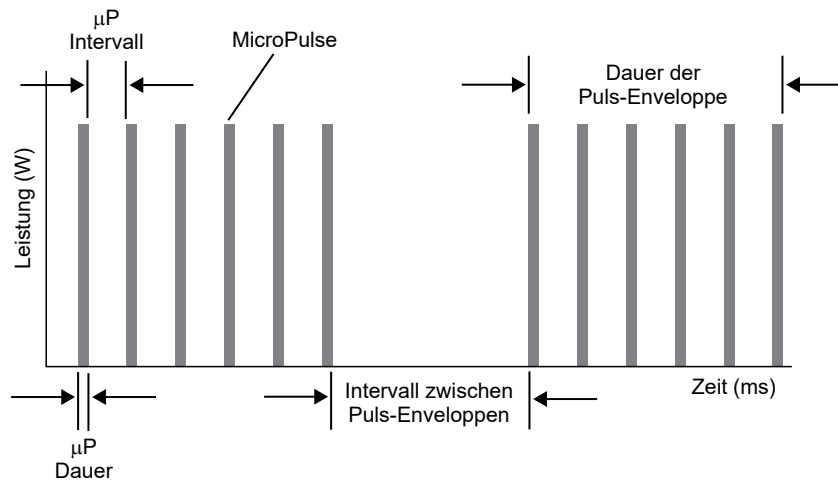 μP
Intervall
MicroPulse
Dauer der
Puls-Enveloppe
Leistung (W)
Intervall zwischen
Puls-Enveloppen
Zeit (ms)
μP
Dauer